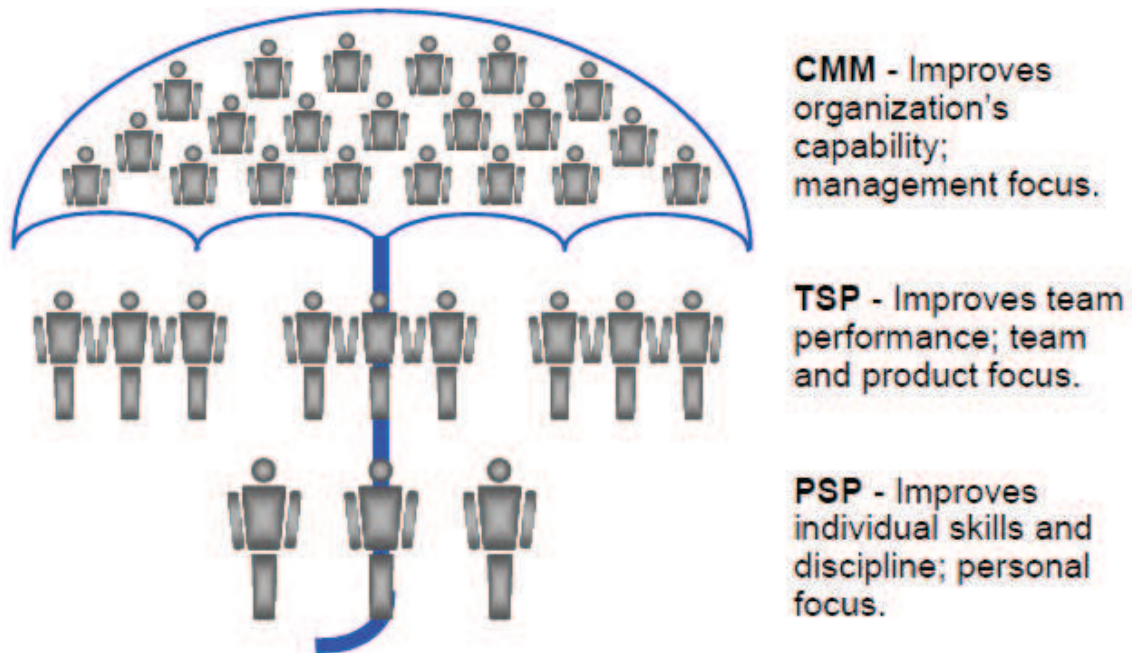 CMM - Improves
organization's
capability;
management focus.
TSP - Improves team
performance; team
and product focus.
PSP - Improves
individual skills and
discipline; personal
focus.